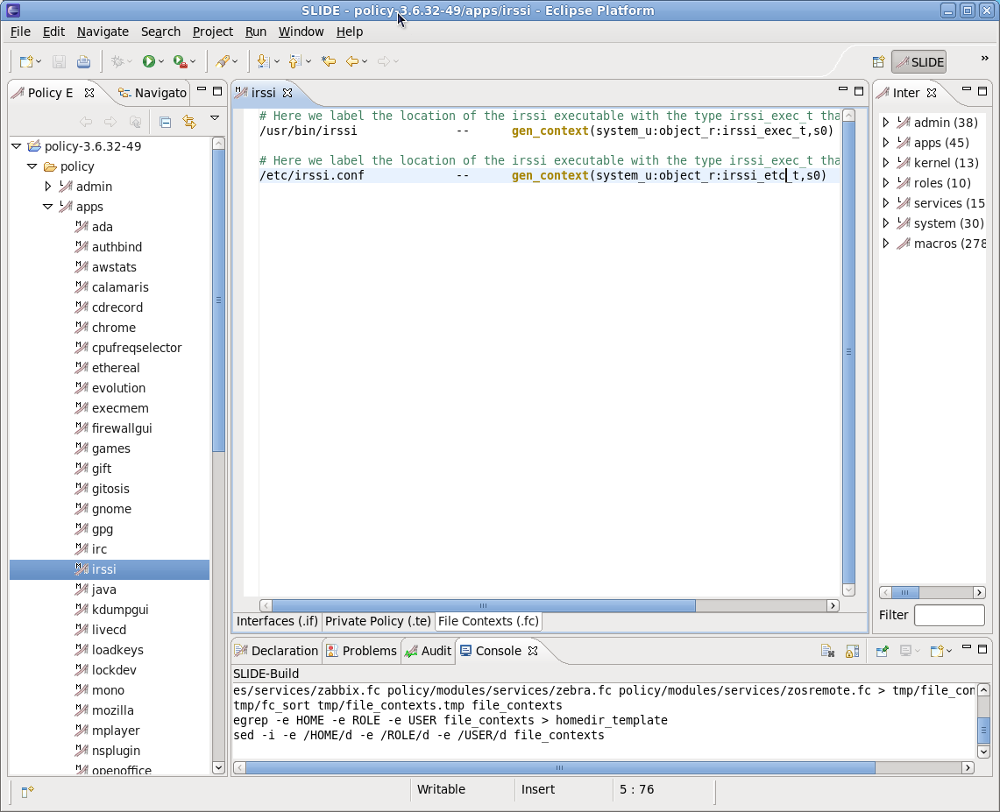 SLIDE - policy-3.6.32-49/apps/irssi - Eclipse Platform
File Edit Navigate Search Project Run Window Help
SLIDE
»
Policy E
Navigato
policy-3.6.32-49
policy
admin
apps
ada
authbind
awstats
calamaris
cdrecord
chrome
cpufreqselector
ethereal
evolution
execmem
firewallgui
games
gift
gitosis
gnome
gpg
irc
irssi
java
kdumpgui
livecd
loadkeys
lockdev
mono
mozilla
mplayer
nsplugin
openoffice
irssi
# Here we label the location of the irssi executable with the type irssi_exec_t tha
/usr/bin/irssi -- gen_context(system_u:object_r:irssi_exec_t,s0)
# Here we label the location of the irssi executable with the type irssi_exec_t tha
/etc/irssi.conf -- gen_context(system_u:object_r:irssi_etc_t,s0)
Interfaces (.if) Private Policy (.te) File Contexts (.fc)
Inter
admin (38)
apps (45)
kernel (13)
roles (10)
services (15
system (30)
macros (278
Filter
Declaration Problems Audit Console
SLIDE-Build
es/services/zabbix.fc policy/modules/services/zebra.fc policy/modules/services/zosremote.fc > tmp/file_con
tmp/fc_sort tmp/file_contexts.tmp file_contexts
egrep -e HOME -e ROLE -e USER file_contexts > homedir_template
sed -i -e /HOME/d -e /ROLE/d -e /USER/d file_contexts
Writable Insert 5 : 76